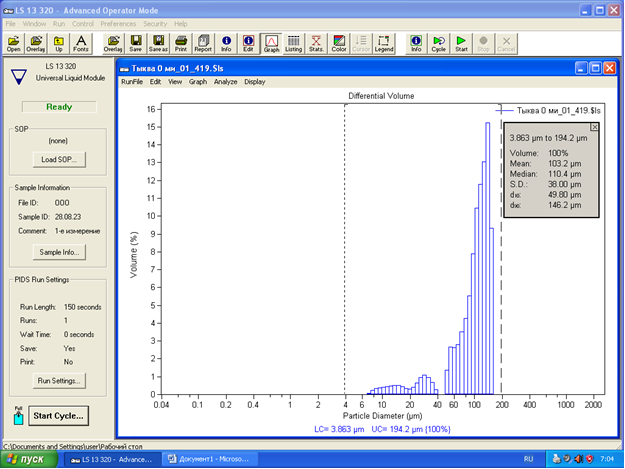 LS 13 320 - Advanced Operator Mode
File Window Run Control Preferences Security Help
Open Overlag Up Fonts Overlag Save Save as Print Report Info Edit Graph Listing Stats. Color Cursor Legend Info Cycle Start Stop Cancel
LS 13 320
Universal Liquid Module
Ready
SOP
(none)
Load SOP...
Sample Information
File ID: OOO
Sample ID: 28.08.23
Comment: 1-е измерение
Sample Info...
PIDS Run Settings
Run Length: 150 seconds
Runs: 1
Wait Time: 0 seconds
Save: Yes
Print: No
Run Settings...
Full
Start Cycle...
Тыква 0 ми_01_419.$ls
RunFile Edit View Graph Analyze Display
Differential Volume
Тыква 0 ми_01_419.$ls
3.863 µm to 194.2 µm
Volume: 100%
Mean: 103.2 µm
Median: 110.4 µm
S.D.: 38.00 µm
d10: 49.80 µm
d90: 146.2 µm
Volume (%)
16
15
14
13
12
11
10
9
8
7
6
5
4
3
2
1
0
0.04 0.1 0.2 0.4 1 2 4 6 10 20 40 60 100 200 400 1000 2000
Particle Diameter (µm)
LC= 3.863 µm UC= 194.2 µm {100%}
C:\Documents and Settings\user\Рабочий стол
пуск
LS 13 320 - Advance...
Документ1 - Microso...
RU
7:04